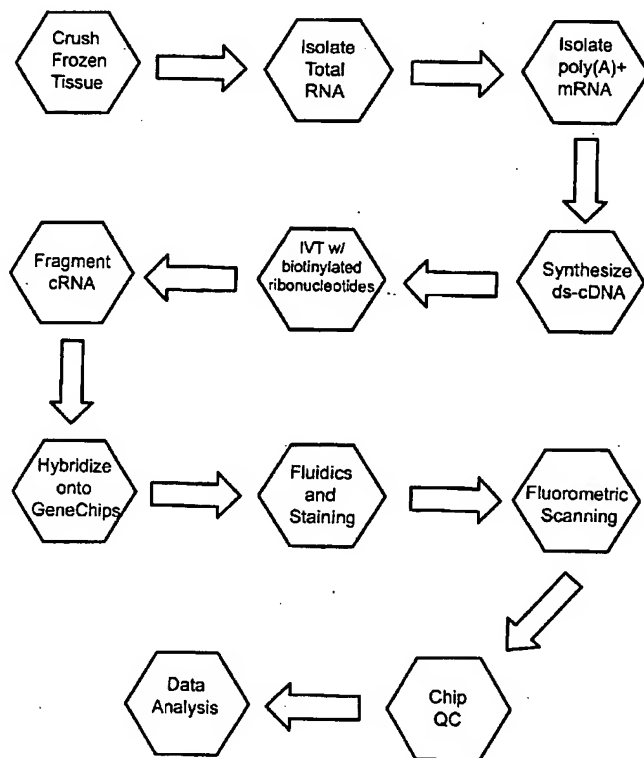 Crush
Frozen
Tissue
Isolate
Total
RNA
Isolate
poly(A)+
mRNA
Synthesize
ds-cDNA
IVT w/
biotinylated
ribonucleotides
Fragment
cRNA
Hybridize
onto
GeneChips
Fluidics
and
Staining
Fluorometric
Scanning
Chip
QC
Data
Analysis